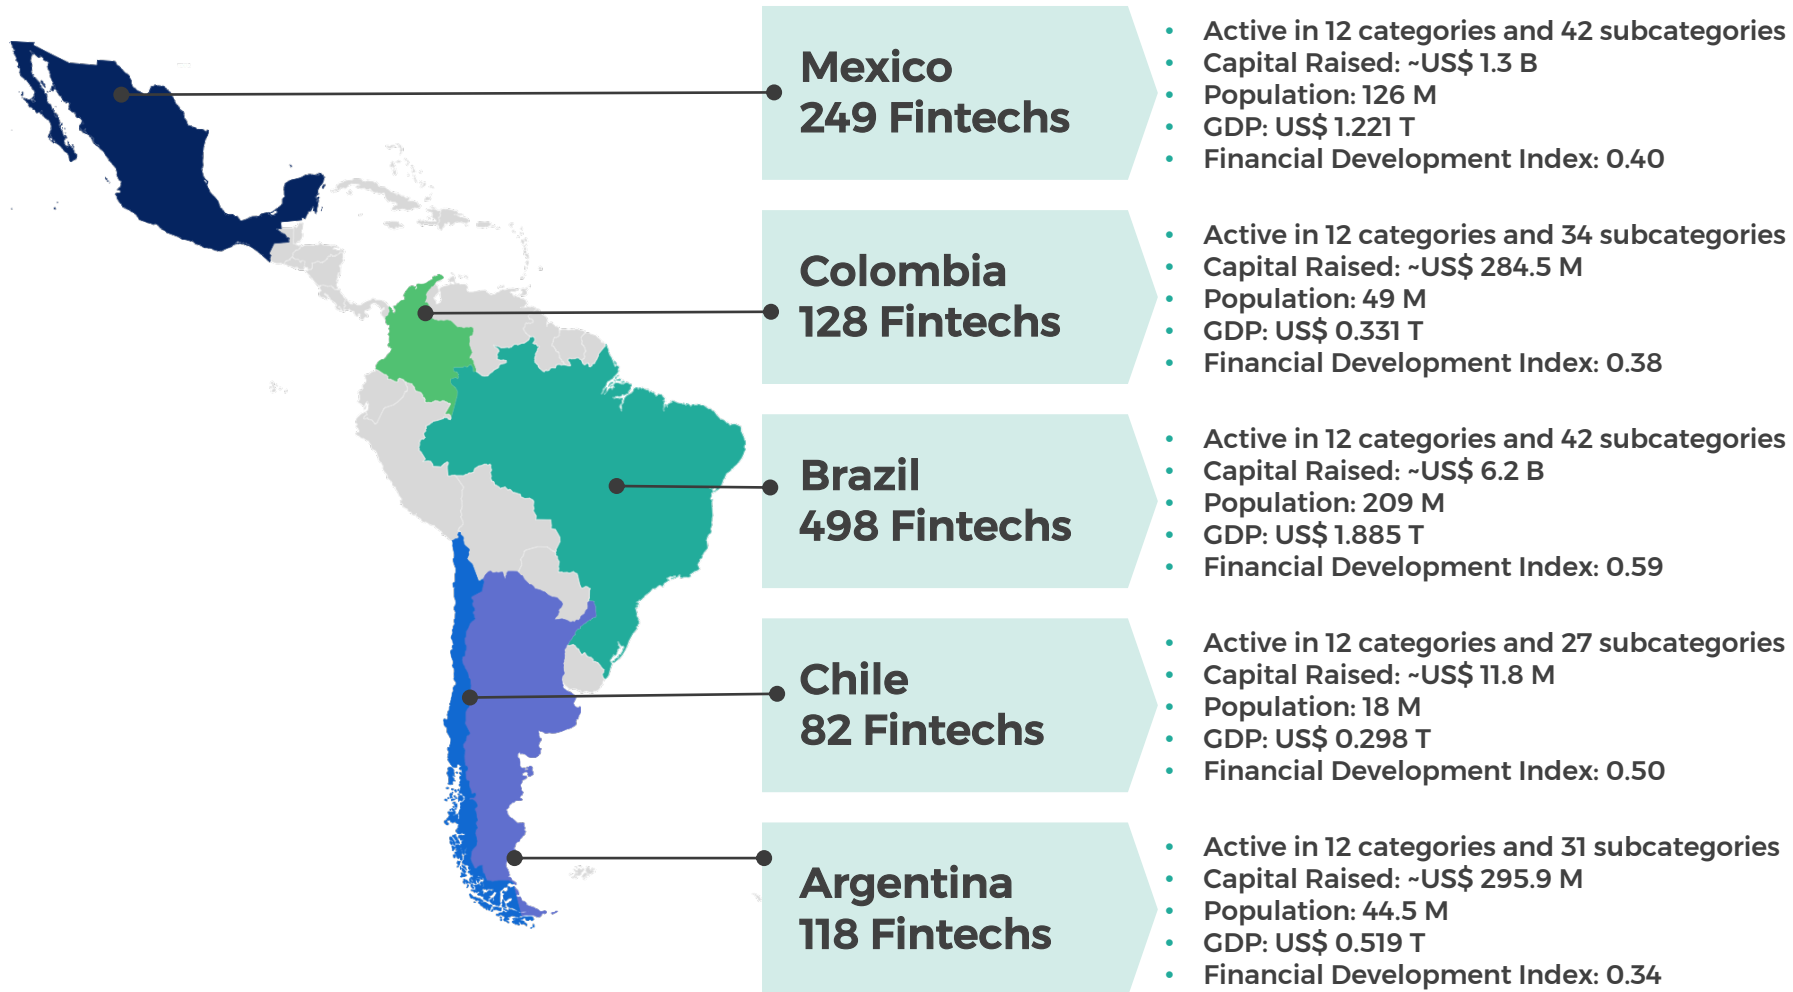 Mexico
249 Fintechs
• Active in 12 categories and 42 subcategories
• Capital Raised: ~US$ 1.3 B
• Population: 126 M
• GDP: US$ 1.221 T
• Financial Development Index: 0.40
Colombia
128 Fintechs
• Active in 12 categories and 34 subcategories
• Capital Raised: ~US$ 284.5 M
• Population: 49 M
• GDP: US$ 0.331 T
• Financial Development Index: 0.38
Brazil
498 Fintechs
• Active in 12 categories and 42 subcategories
• Capital Raised: ~US$ 6.2 B
• Population: 209 M
• GDP: US$ 1.885 T
• Financial Development Index: 0.59
Chile
82 Fintechs
• Active in 12 categories and 27 subcategories
• Capital Raised: ~US$ 11.8 M
• Population: 18 M
• GDP: US$ 0.298 T
• Financial Development Index: 0.50
Argentina
118 Fintechs
• Active in 12 categories and 31 subcategories
• Capital Raised: ~US$ 295.9 M
• Population: 44.5 M
• GDP: US$ 0.519 T
• Financial Development Index: 0.34